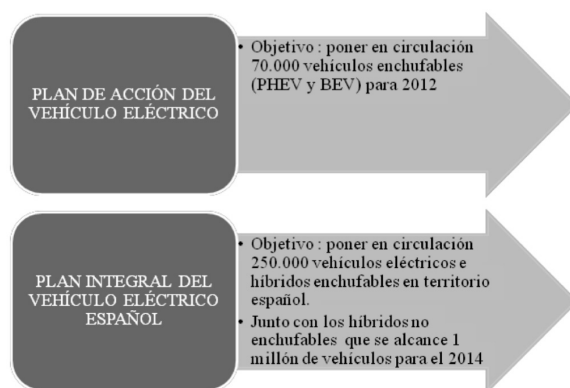 PLAN DE ACCIÓN DEL
VEHÍCULO ELÉCTRICO
• Objetivo : poner en circulación
70.000 vehículos enchufables
(PHEV y BEV) para 2012
PLAN INTEGRAL DEL
VEHÍCULO ELÉCTRICO
ESPAÑOL
• Objetivo : poner en circulación
250.000 vehículos eléctricos e
híbridos enchufables en territorio
español.
• Junto con los híbridos no
enchufables que se alcance 1
millón de vehículos para el 2014